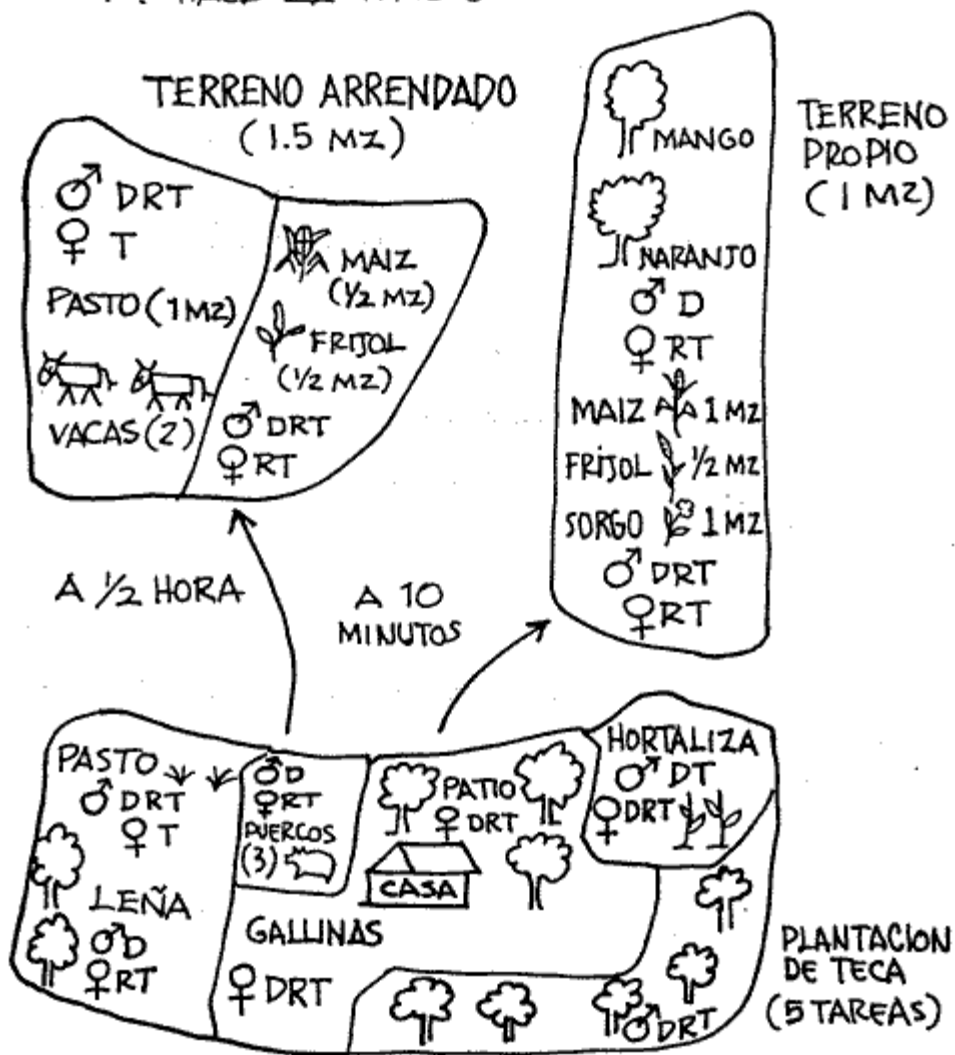 TERRENO ARRENDADO
(1.5 MZ)
♂ DRT
♀ T
PASTO (1 MZ)
VACAS (2)
MAIZ
(½ MZ)
FRIJOL
(½ MZ)
♂ DRT
♀ RT
TERRENO
PROPIO
(1 MZ)
MANGO
NARANJO
♂ D
♀ RT
MAIZ 1 MZ
FRIJOL ½ MZ
SORGO 1 MZ
♂ DRT
♀ RT
A ½ HORA
A 10
MINUTOS
PASTO
♂ DRT
♀ T
LEÑA
♂ D
♀ RT
♂ D
♀ RT
PUERCOS
(3)
PATIO
♀ DRT
CASA
GALLINAS
♀ DRT
HORTALIZA
♂ DT
♀ DRT
♂ DRT
PLANTACION
DE TECA
(5 TAREAS)